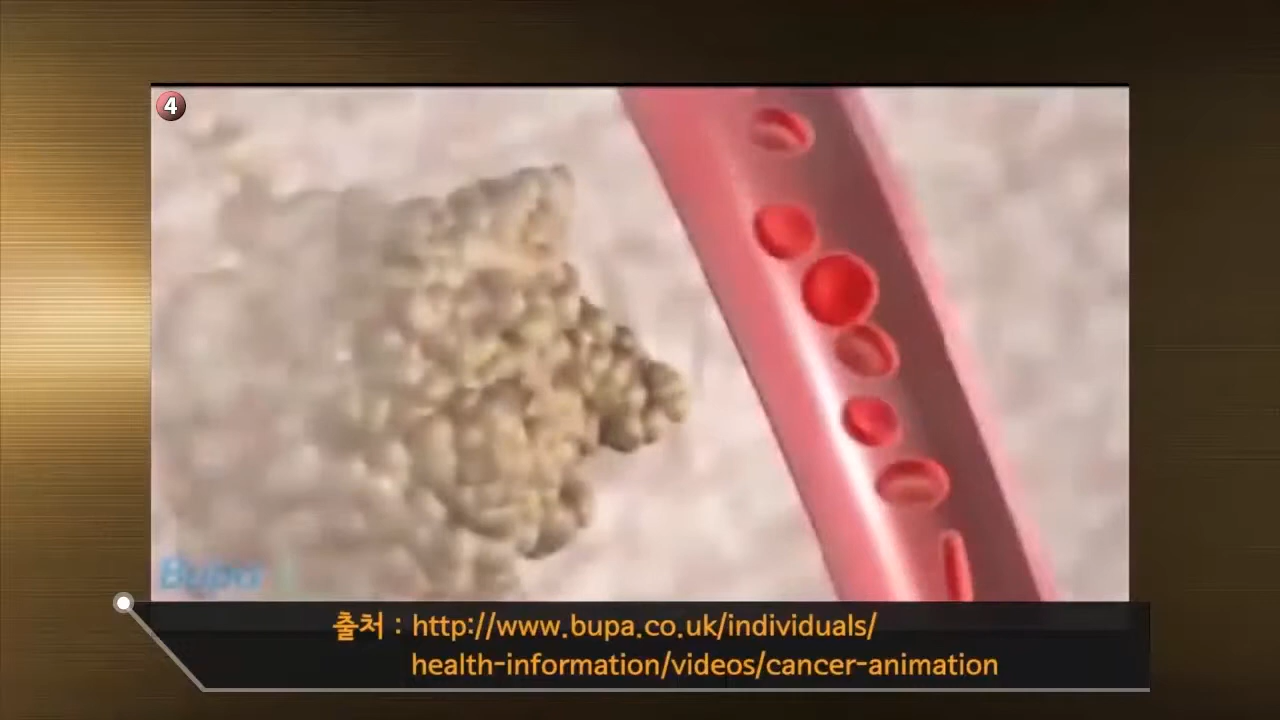 4
Bupa
출처 : http://www.bupa.co.uk/individuals/
health-information/videos/cancer-animation